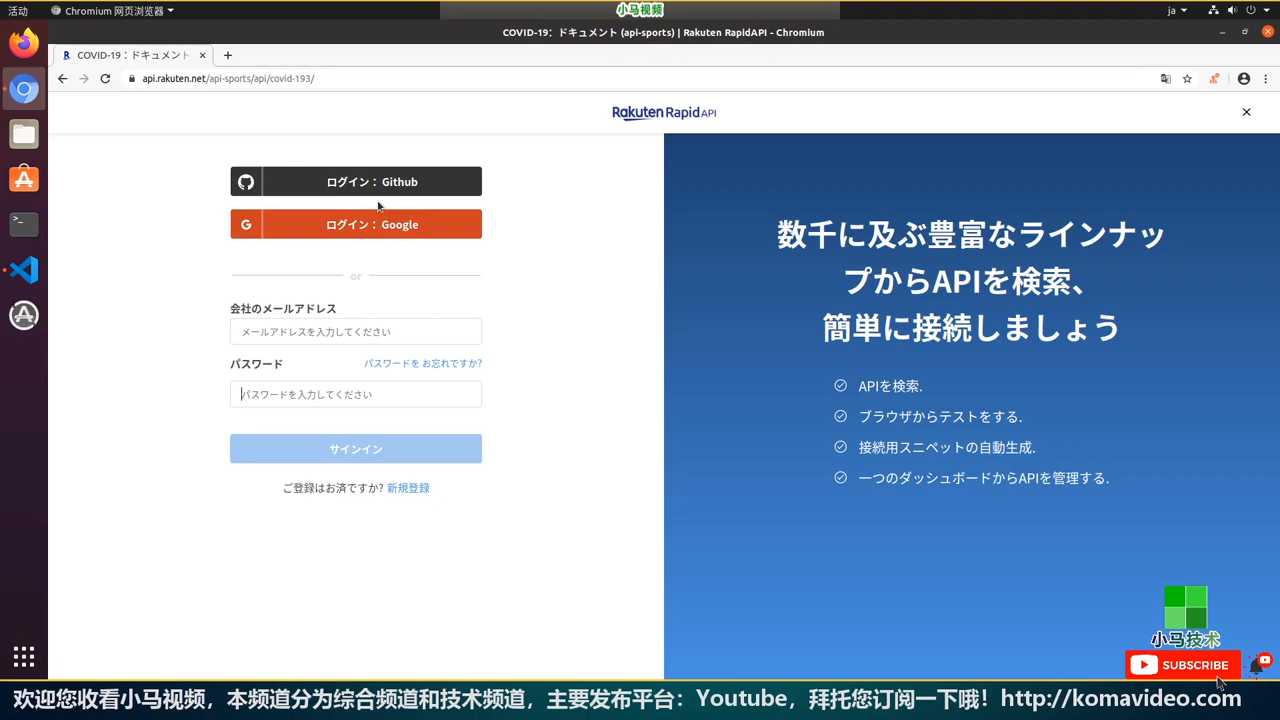 活动
Chromium 网页浏览器
小马视频
ja
COVID-19：ドキュメント (api-sports) | Rakuten RapidAPI - Chromium
COVID-19：ドキュメント
api.rakuten.net/api-sports/api/covid-193/
Rakuten RapidAPI
ログイン： Github
G
ログイン： Google
or
会社のメールアドレス
メールアドレスを入力してください
パスワード
パスワードを お忘れですか?
パスワードを入力してください
サインイン
ご登録はお済ですか? 新規登録
数千に及ぶ豊富なラインナッ
プからAPIを検索、
簡単に接続しましょう
APIを検索.
ブラウザからテストをする.
接続用スニペットの自動生成.
一つのダッシュボードからAPIを管理する.
小马技术
SUBSCRIBE
欢迎您收看小马视频，本频道分为综合频道和技术频道，主要发布平台：Youtube，拜托您订阅一下哦！http://komavideo.com